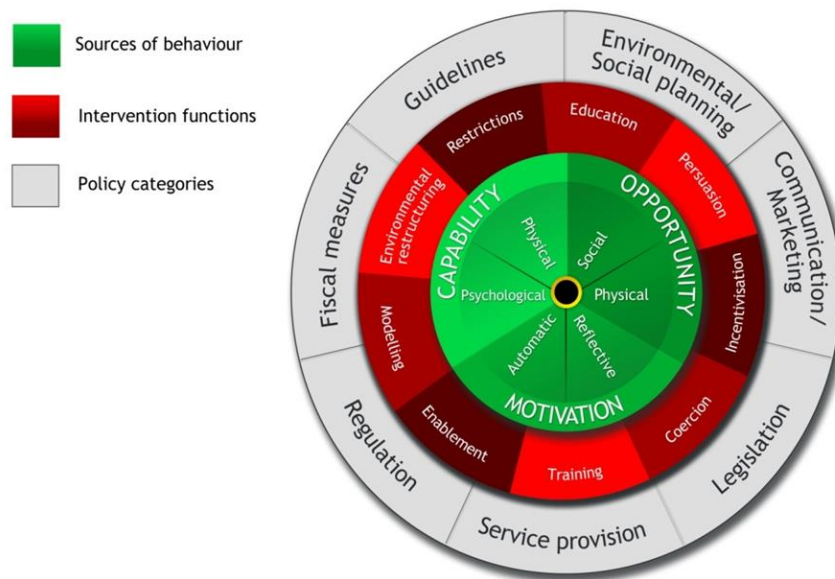 Sources of behaviour
Intervention functions
Policy categories
Guidelines
Environmental/
Social planning
Communication/
Marketing
Legislation
Service provision
Regulation
Fiscal measures
Restrictions
Education
Persuasion
Incentivisation
Coercion
Training
Enablement
Modelling
Environmental
restructuring
CAPABILITY
OPPORTUNITY
MOTIVATION
Physical
Social
Physical
Reflective
Automatic
Psychological